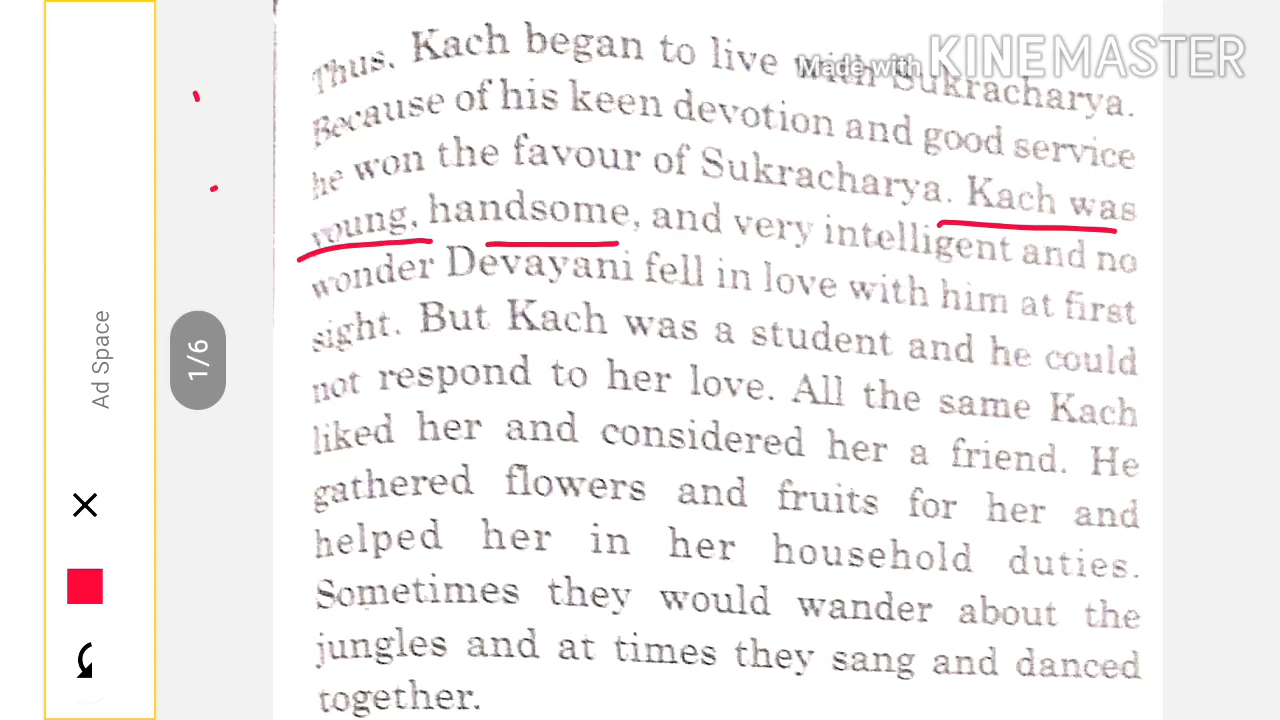 Thus. Kach began to live with Sukracharya.
Because of his keen devotion and good service
he won the favour of Sukracharya. Kach was
young, handsome, and very intelligent and no
wonder Devayani fell in love with him at first
sight. But Kach was a student and he could
not respond to her love. All the same Kach
liked her and considered her a friend. He
gathered flowers and fruits for her and
helped her in her household duties.
Sometimes they would wander about the
jungles and at times they sang and danced
together.
Made with KINEMASTER
Ad Space
1/6